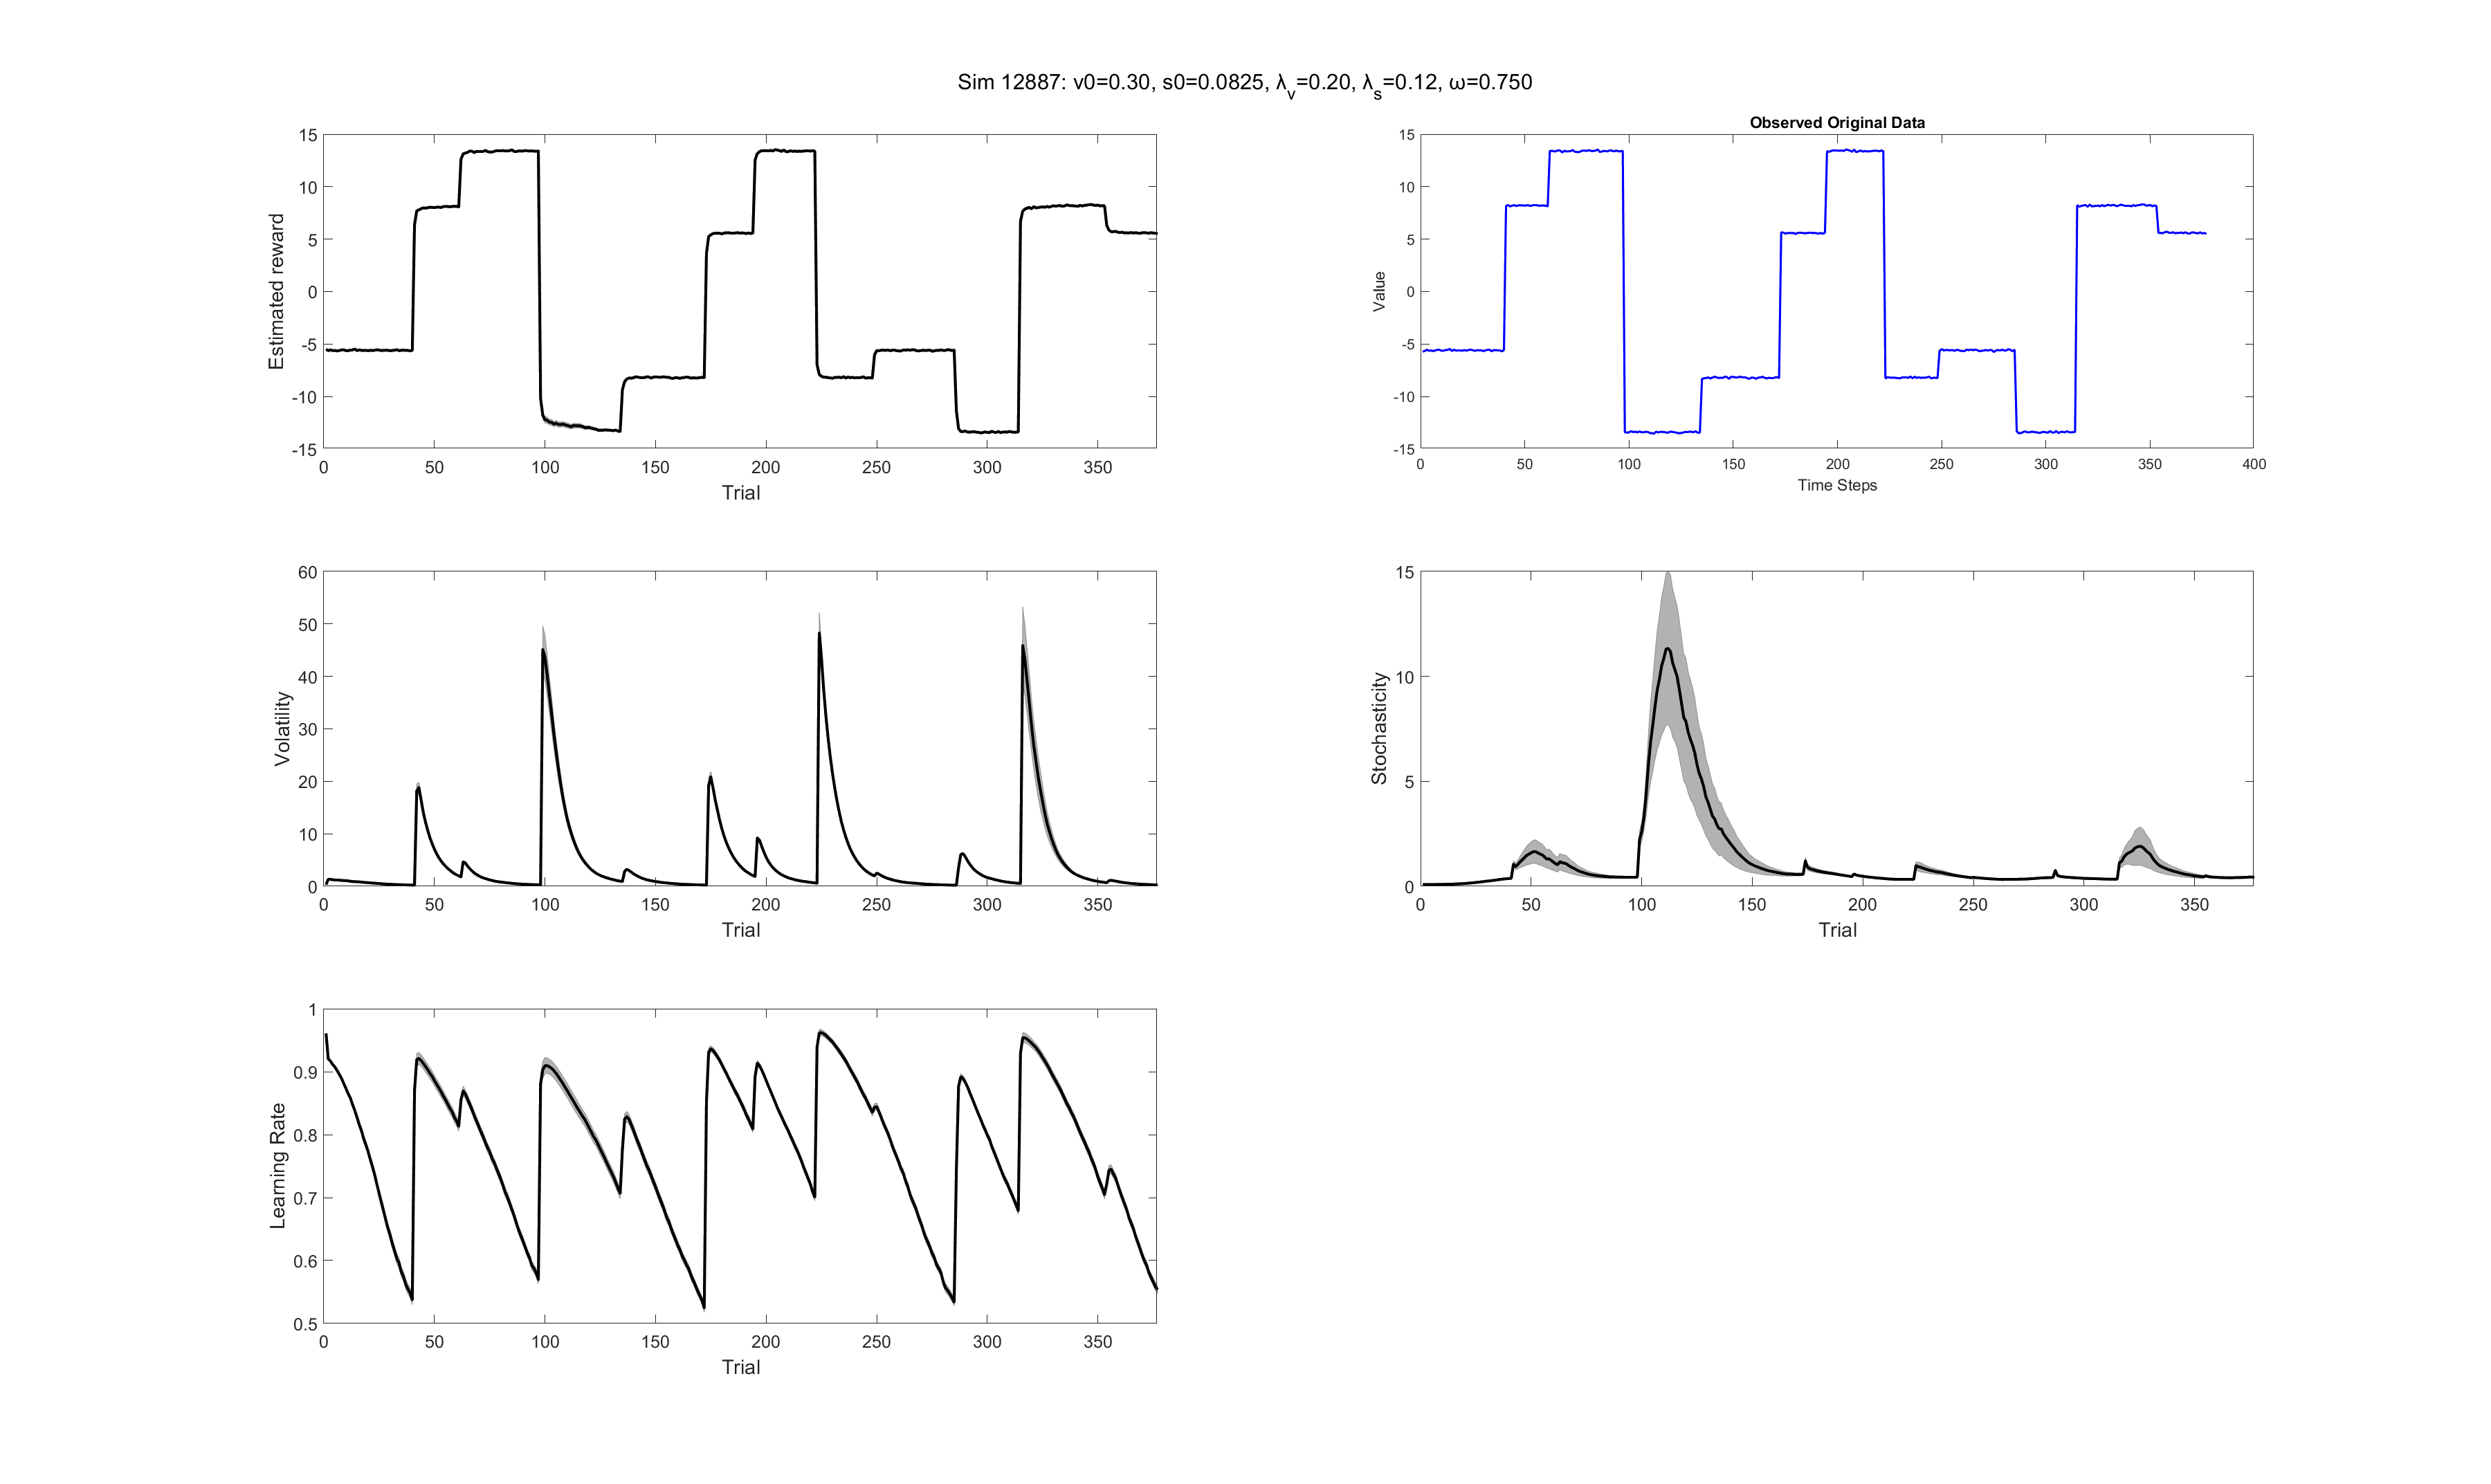 Sim 12887: v0=0.30, s0=0.0825, λv=0.20, λs=0.12, ω=0.750
15
10
5
0
-5
-10
-15
Estimated reward
0 50 100 150 200 250 300 350
Trial
Observed Original Data
15
10
5
0
-5
-10
-15
Value
0 50 100 150 200 250 300 350 400
Time Steps
60
50
40
30
20
10
0
Volatility
0 50 100 150 200 250 300 350
Trial
15
10
5
0
Stochasticity
0 50 100 150 200 250 300 350
Trial
1
0.9
0.8
0.7
0.6
0.5
Learning Rate
0 50 100 150 200 250 300 350
Trial